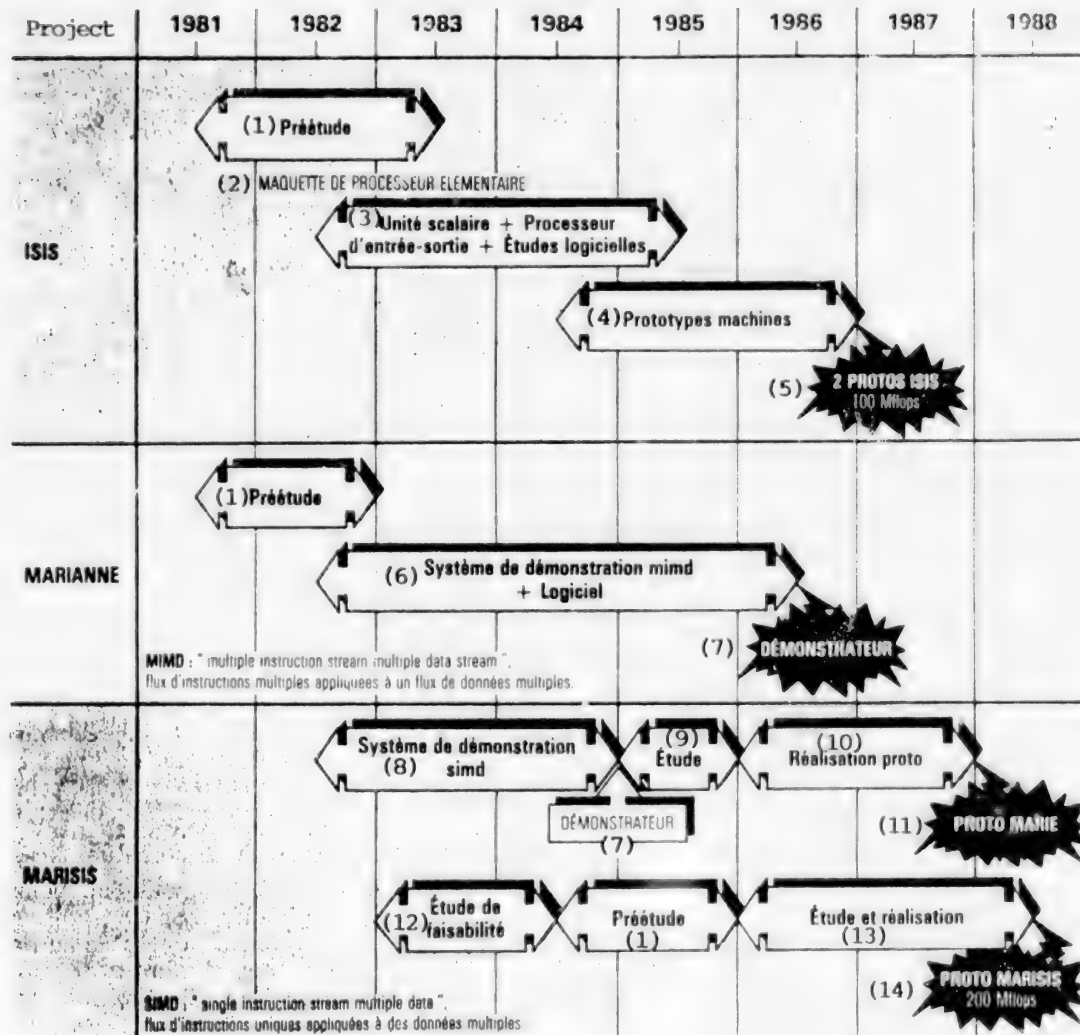 Project 1981 1982 1983 1984 1985 1986 1987 1988
(1) Préétude
(2) MAQUETTE DE PROCESSEUR ELEMENTAIRE
(3) Unité scalaire + Processeur
d'entrée-sortie + Études logicielles
ISIS
(4) Prototypes machines
(5) 2 PROTOS ISIS
100 Mflops
(1) Préétude
MARIANNE
(6) Système de démonstration mimd
+ Logiciel
(7) DÉMONSTRATEUR
MIMD : " multiple instruction stream multiple data stream ",
flux d'instructions multiples appliquées à un flux de données multiples.
Système de démonstration
(8) simd
(9)
Étude
(10)
Réalisation proto
DÉMONSTRATEUR
(7)
(11) PROTO MARIE
MARISIS
(12) Étude de
faisabilité
Préétude
(1)
Étude et réalisation
(13)
(14) PROTO MARISIS
200 Mflops
SIMD : " single instruction stream multiple data ",
flux d'instructions uniques appliquées à des données multiples